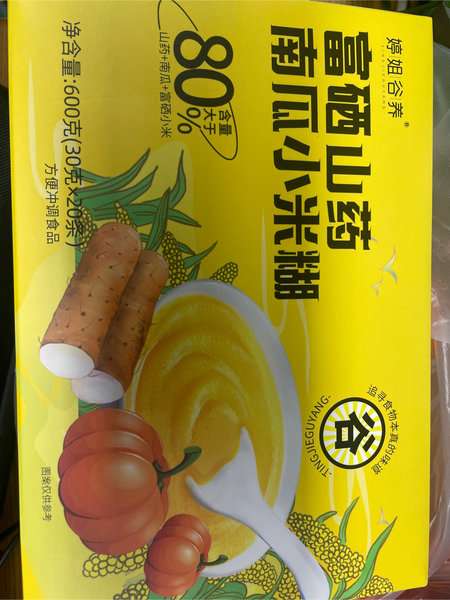 婷姐谷养®
TINGJIEGUYANG
富硒山药
南瓜小米糊
含量
大于
80%
山药+南瓜+富硒小米
净含量:600克(30克×20条)
方便冲调食品
追寻食物本真的味道
谷
-TINGJIEGUYANG-
图案仅供参考